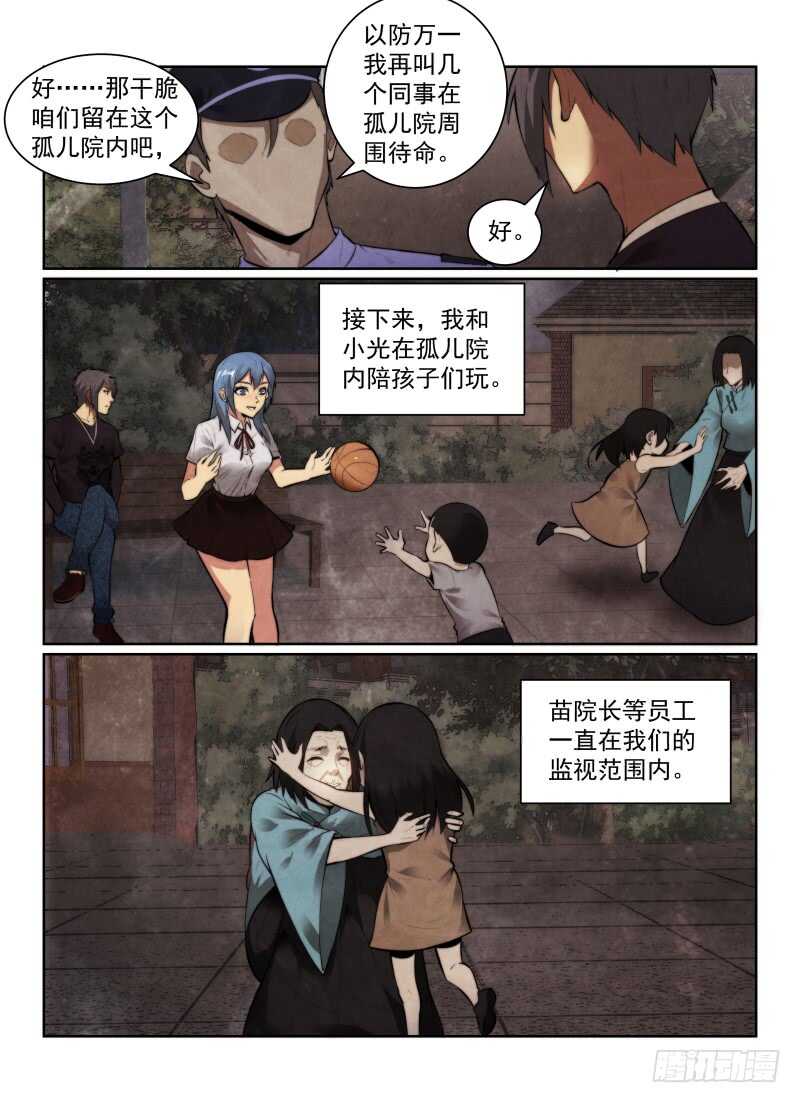 好……那干脆
咱们留在这个
孤儿院内吧，
以防万一
我再叫几
个同事在
孤儿院周
围待命。
好。
接下来，我和
小光在孤儿院
内陪孩子们玩。
苗院长等员工
一直在我们的
监视范围内。
腾讯动漫